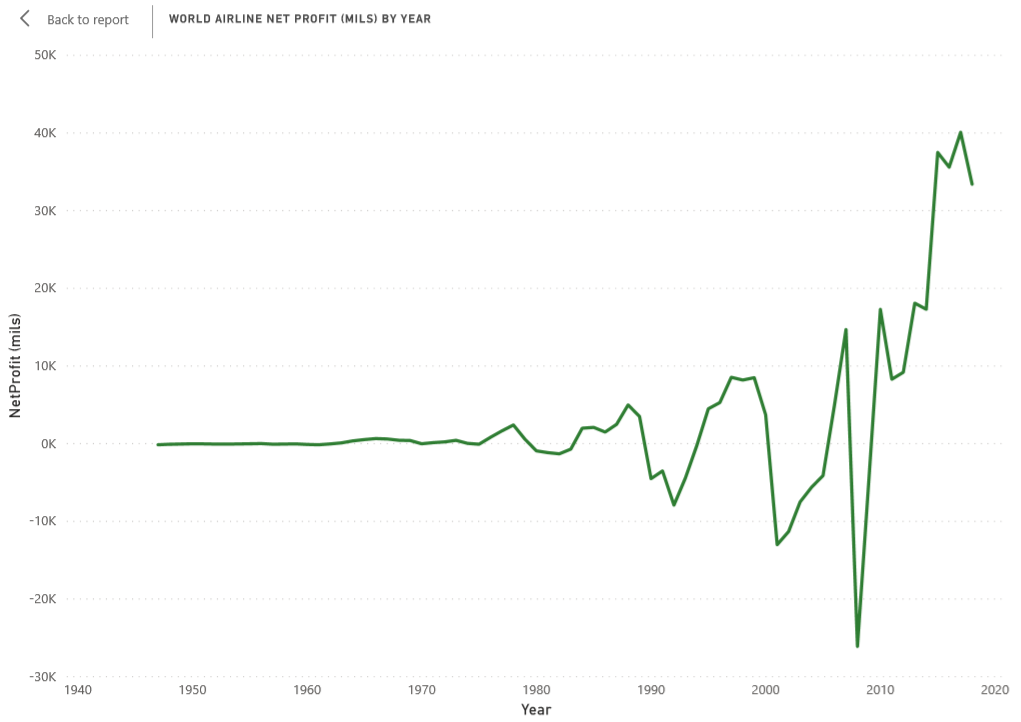 Back to report
WORLD AIRLINE NET PROFIT (MILS) BY YEAR
50K
40K
30K
20K
10K
0K
-10K
-20K
-30K
NetProfit (mils)
1940 1950 1960 1970 1980 1990 2000 2010 2020
Year